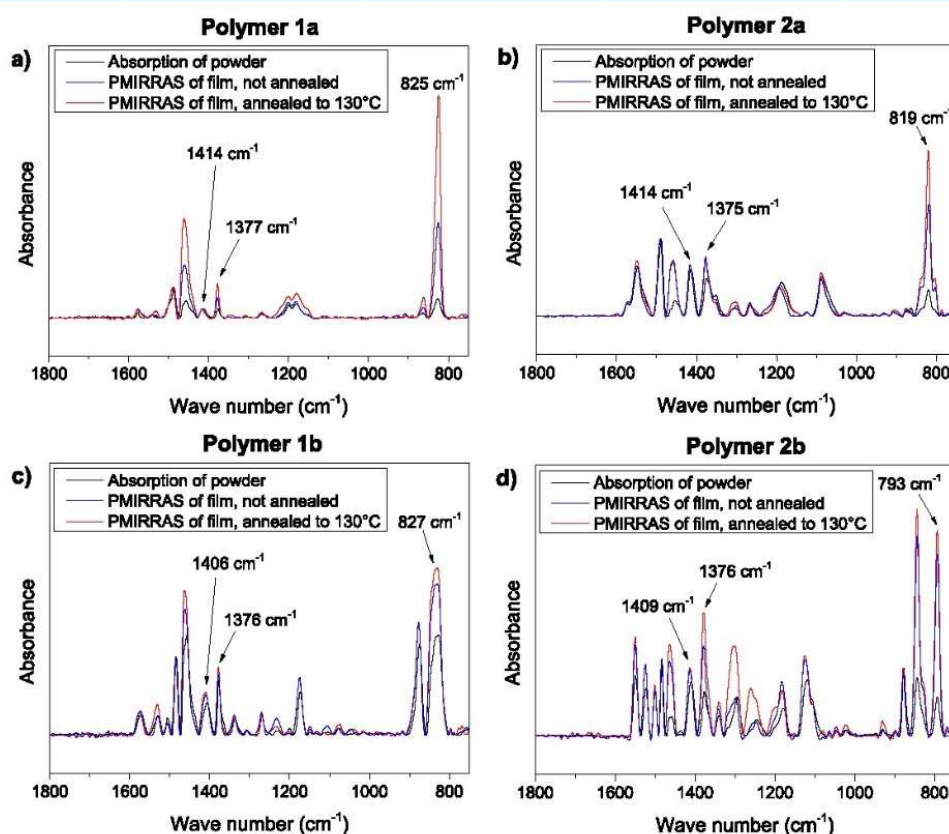 Polymer 1a
a)
Absorption of powder
PMIRRAS of film, not annealed
PMIRRAS of film, annealed to 130°C
825 cm⁻¹
1414 cm⁻¹
1377 cm⁻¹
Absorbance
1800 1600 1400 1200 1000 800
Wave number (cm⁻¹)
Polymer 2a
b)
Absorption of powder
PMIRRAS of film, not annealed
PMIRRAS of film, annealed to 130°C
819 cm⁻¹
1414 cm⁻¹
1375 cm⁻¹
Absorbance
1800 1600 1400 1200 1000 800
Wave number (cm⁻¹)
Polymer 1b
c)
Absorption of powder
PMIRRAS of film, not annealed
PMIRRAS of film, annealed to 130°C
827 cm⁻¹
1406 cm⁻¹
1376 cm⁻¹
Absorbance
1800 1600 1400 1200 1000 800
Wave number (cm⁻¹)
Polymer 2b
d)
Absorption of powder
PMIRRAS of film, not annealed
PMIRRAS of film, annealed to 130°C
793 cm⁻¹
1376 cm⁻¹
1409 cm⁻¹
Absorbance
1800 1600 1400 1200 1000 800
Wave number (cm⁻¹)